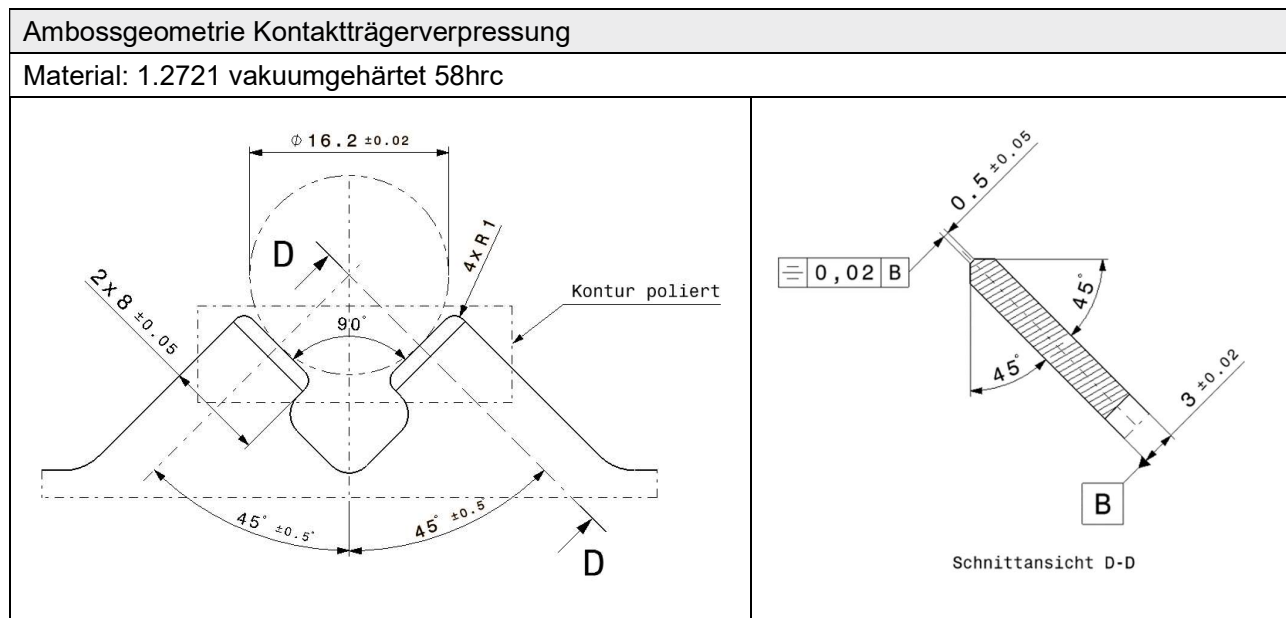 Ambossgeometrie Kontaktträgerverpressung
Material: 1.2721 vakuumgehärtet 58hrc
ϕ 16.2 ±0.02
D
4xR1
2x8 ±0.05
90°
Kontur poliert
45° ±0.5°
45° ±0.5
D
0.5 ±0.05
⌯ 0,02 B
45°
45°
3 ±0.02
B
Schnittansicht D-D